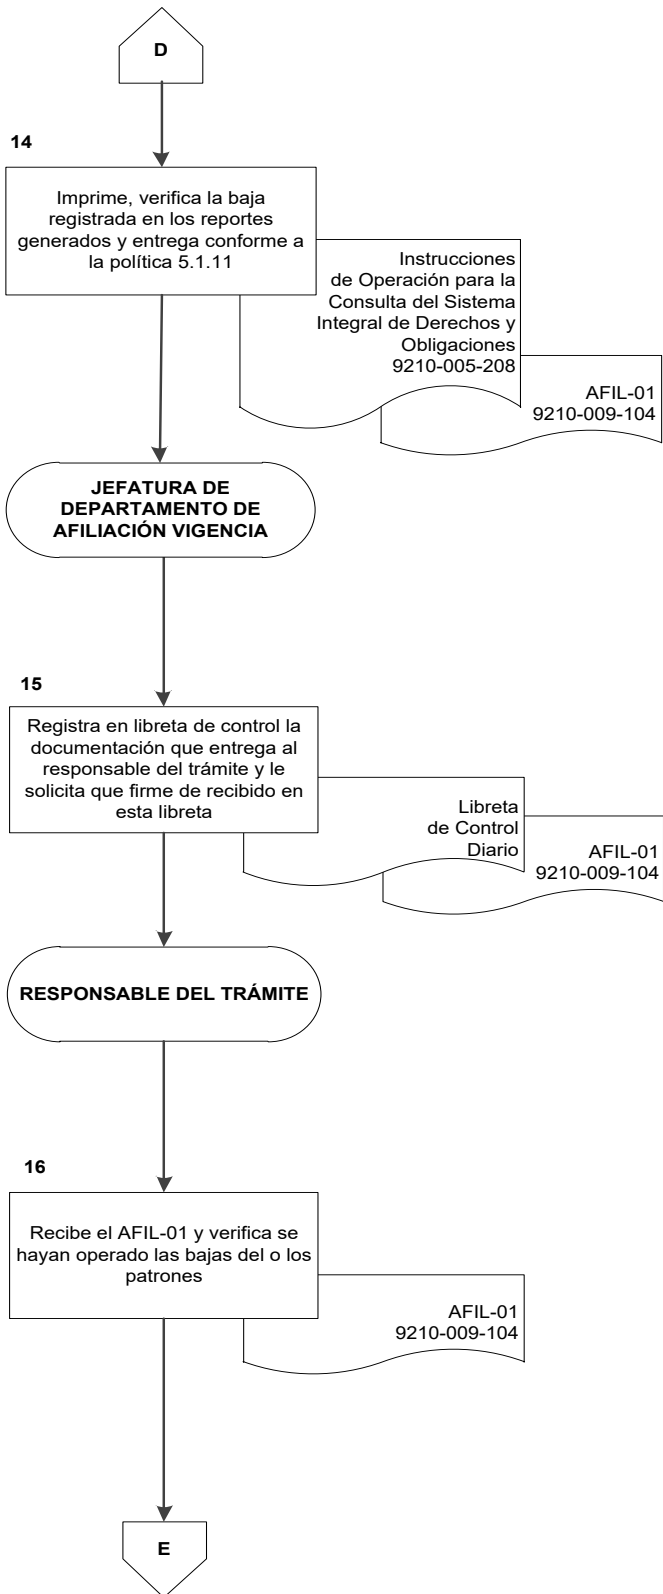 D
14
Imprime, verifica la baja
registrada en los reportes
generados y entrega conforme a
la política 5.1.11
Instrucciones
de Operación para la
Consulta del Sistema
Integral de Derechos y
Obligaciones
9210-005-208
AFIL-01
9210-009-104
JEFATURA DE
DEPARTAMENTO DE
AFILIACIÓN VIGENCIA
15
Registra en libreta de control la
documentación que entrega al
responsable del trámite y le
solicita que firme de recibido en
esta libreta
Libreta
de Control
Diario
AFIL-01
9210-009-104
RESPONSABLE DEL TRÁMITE
16
Recibe el AFIL-01 y verifica se
hayan operado las bajas del o los
patrones
AFIL-01
9210-009-104
E